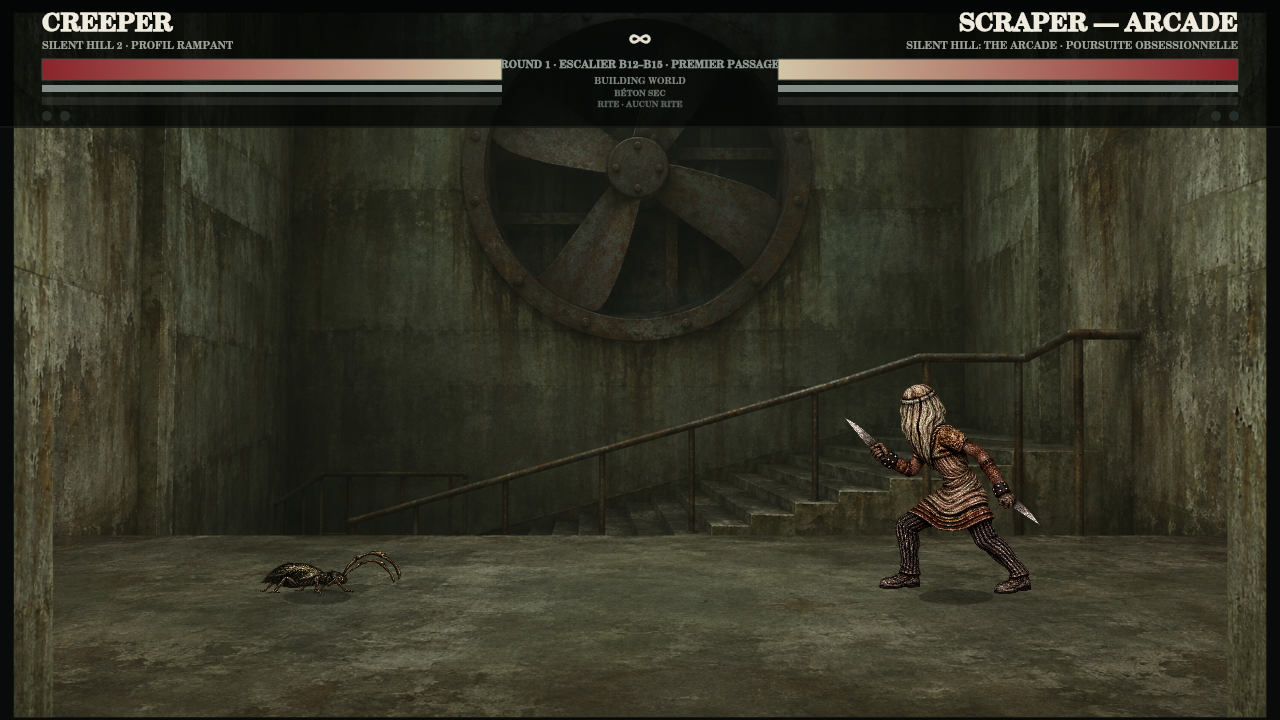 CREEPER
SILENT HILL 2 · PROFIL RAMPANT
∞
ROUND 1 · ESCALIER B12–B15 · PREMIER PASSAGE
BUILDING WORLD
BÉTON SEC
RITE · AUCUN RITE
SCRAPER — ARCADE
SILENT HILL: THE ARCADE · POURSUITE OBSESSIONNELLE